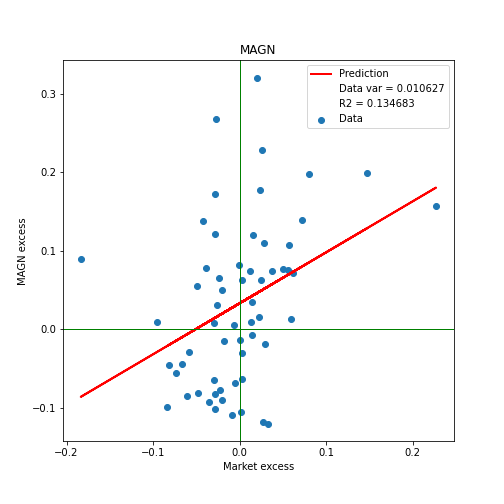 MAGN
Prediction
Data var = 0.010627
R2 = 0.134683
Data
0.3
0.2
0.1
0.0
−0.1
MAGN excess
−0.2
−0.1
0.0
0.1
0.2
Market excess